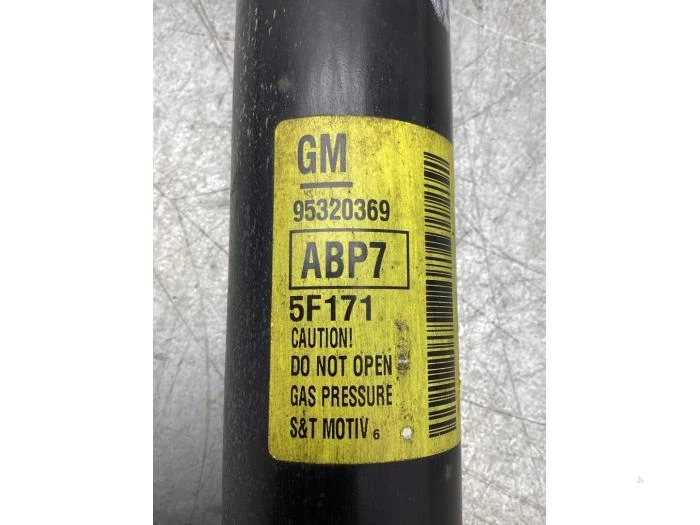 GM
95320369
ABP7
5F171
CAUTION!
DO NOT OPEN
GAS PRESSURE
S&T MOTIV 6